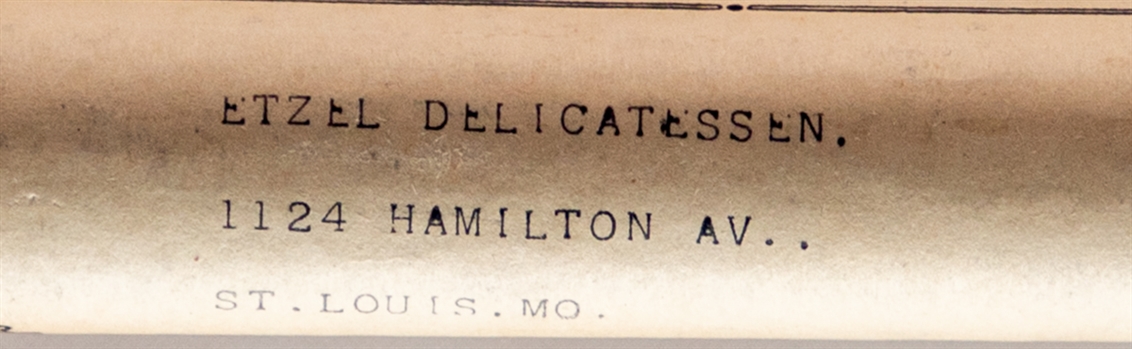 ETZEL DELICATESSEN.
1124 HAMILTON AV..
ST.LOUIS.MO.